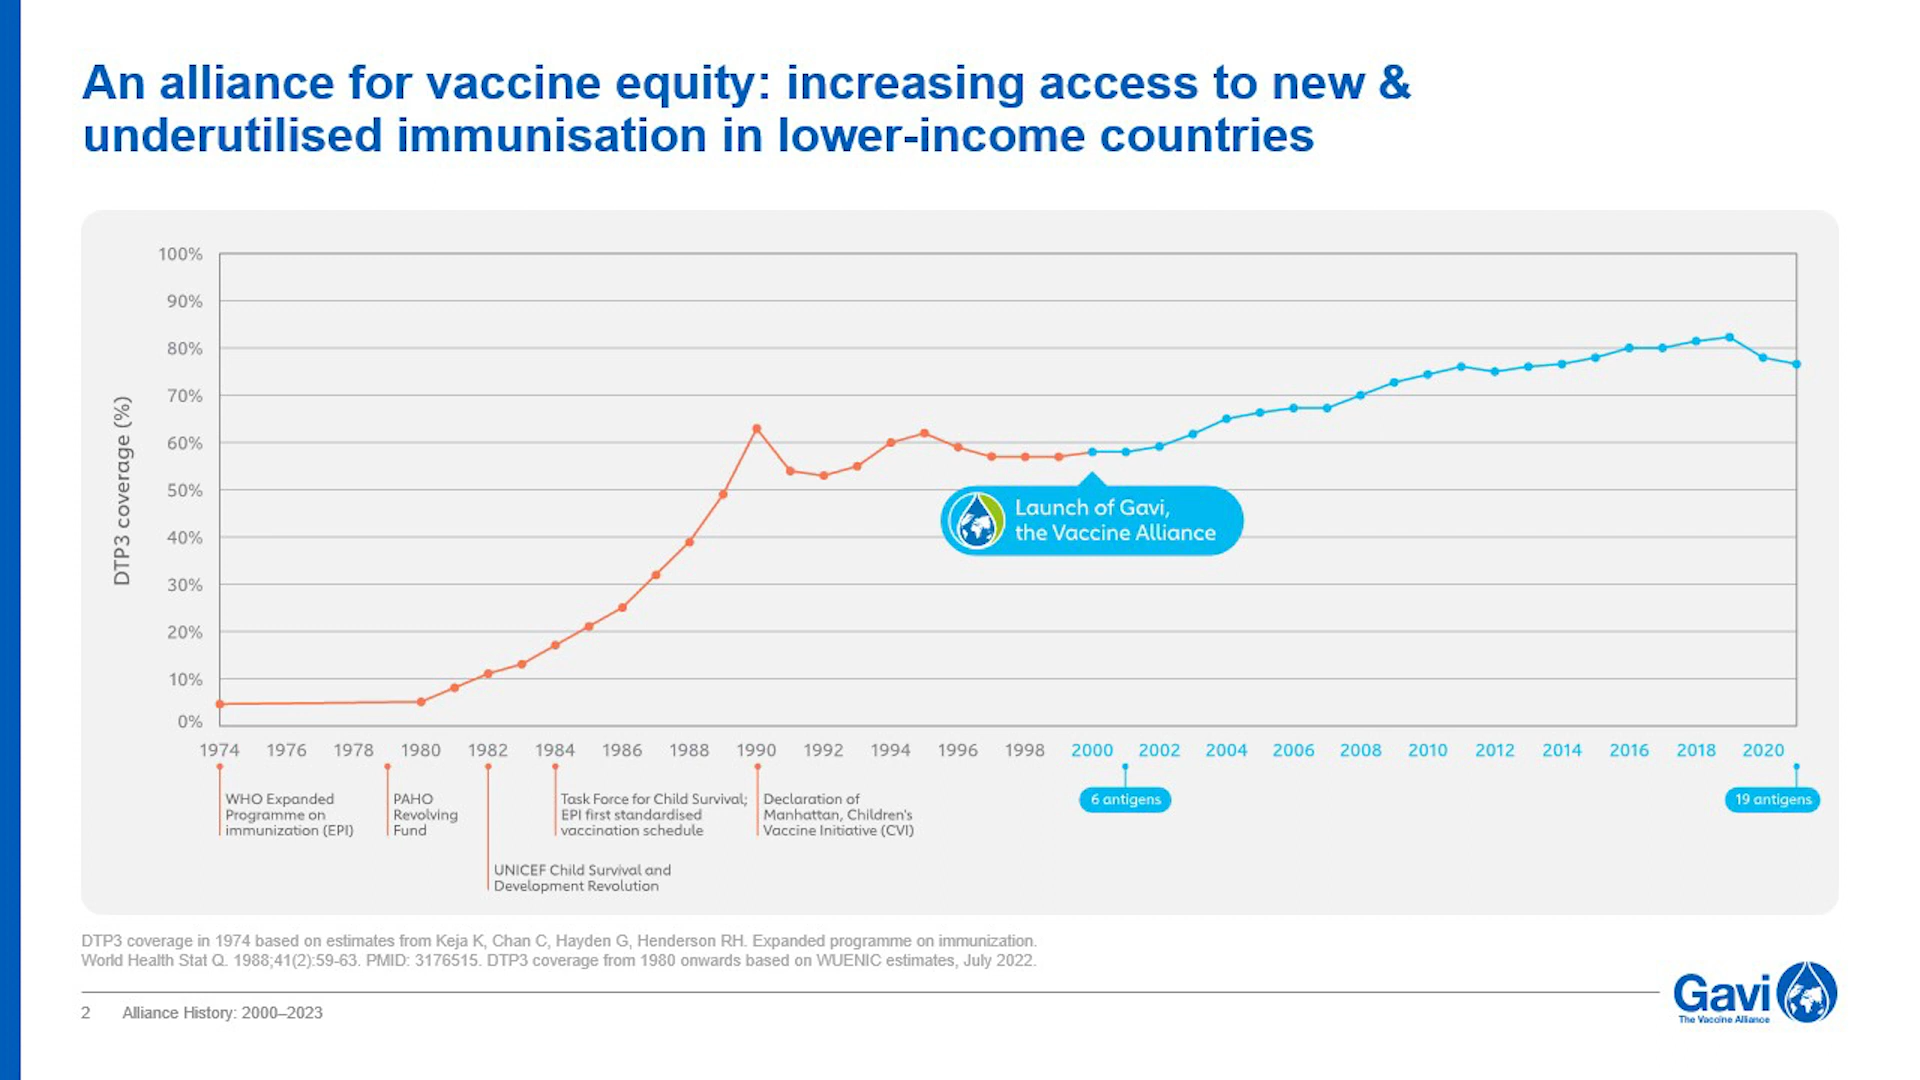 An alliance for vaccine equity: increasing access to new &
underutilised immunisation in lower-income countries
DTP3 coverage (%)
100%
90%
80%
70%
60%
50%
40%
30%
20%
10%
0%
Launch of Gavi,
the Vaccine Alliance
1974 1976 1978 1980 1982 1984 1986 1988 1990 1992 1994 1996 1998 2000 2002 2004 2006 2008 2010 2012 2014 2016 2018 2020
WHO Expanded
Programme on
immunization (EPI)
PAHO
Revolving
Fund
UNICEF Child Survival and
Development Revolution
Task Force for Child Survival;
EPI first standardised
vaccination schedule
Declaration of
Manhattan, Children's
Vaccine Initiative (CVI)
6 antigens
19 antigens
DTP3 coverage in 1974 based on estimates from Keja K, Chan C, Hayden G, Henderson RH. Expanded programme on immunization.
World Health Stat Q. 1988;41(2):59-63. PMID: 3176515. DTP3 coverage from 1980 onwards based on WUENIC estimates, July 2022.
2 Alliance History: 2000–2023
Gavi
The Vaccine Alliance